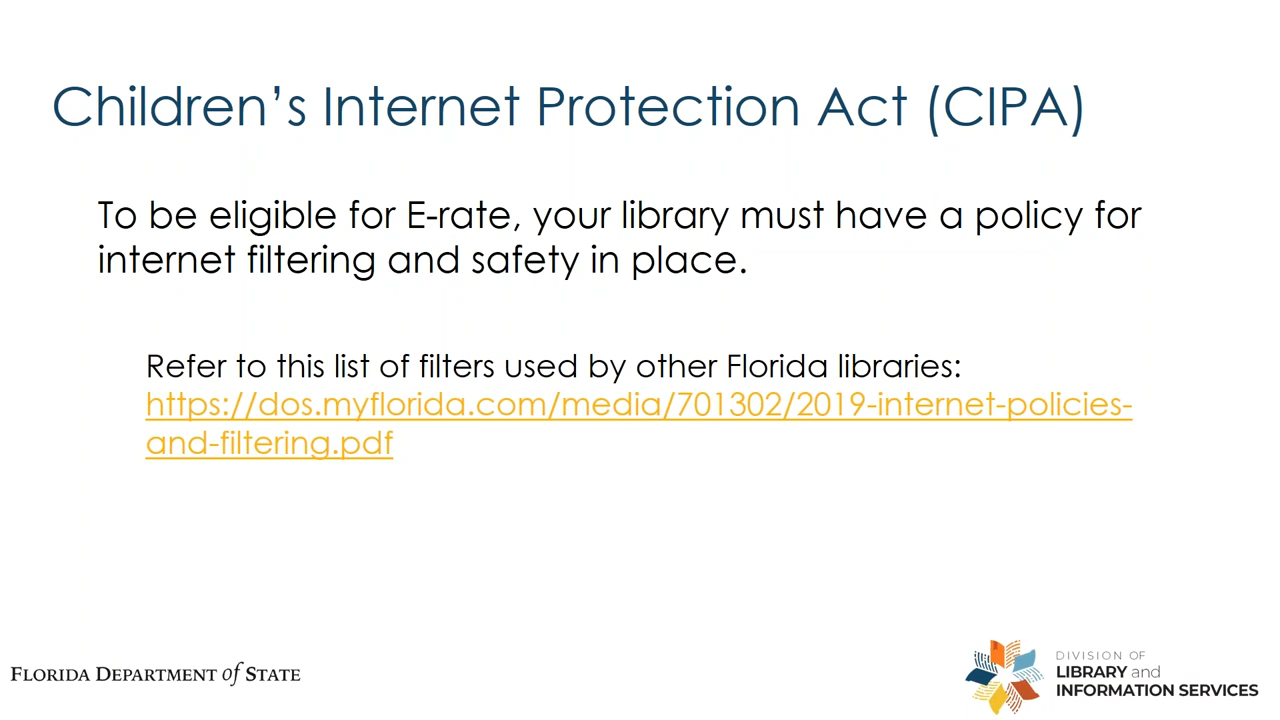 Children’s Internet Protection Act (CIPA)
To be eligible for E-rate, your library must have a policy for
internet filtering and safety in place.
Refer to this list of filters used by other Florida libraries:
https://dos.myflorida.com/media/701302/2019-internet-policies-
and-filtering.pdf
FLORIDA DEPARTMENT of STATE
DIVISION OF
LIBRARY and
INFORMATION SERVICES